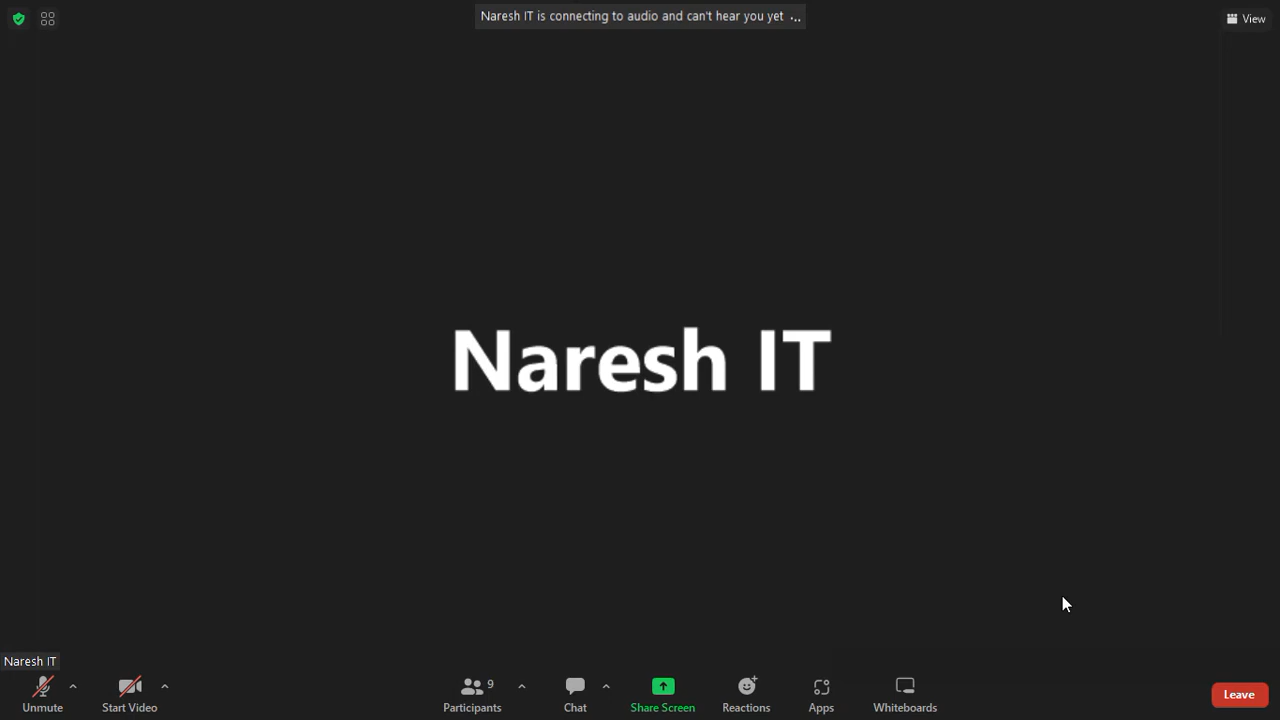 Naresh IT is connecting to audio and can't hear you yet ...
View
Naresh IT
Naresh IT
Unmute
Start Video
Participants 9
Chat
Share Screen
Reactions
Apps
Whiteboards
Leave